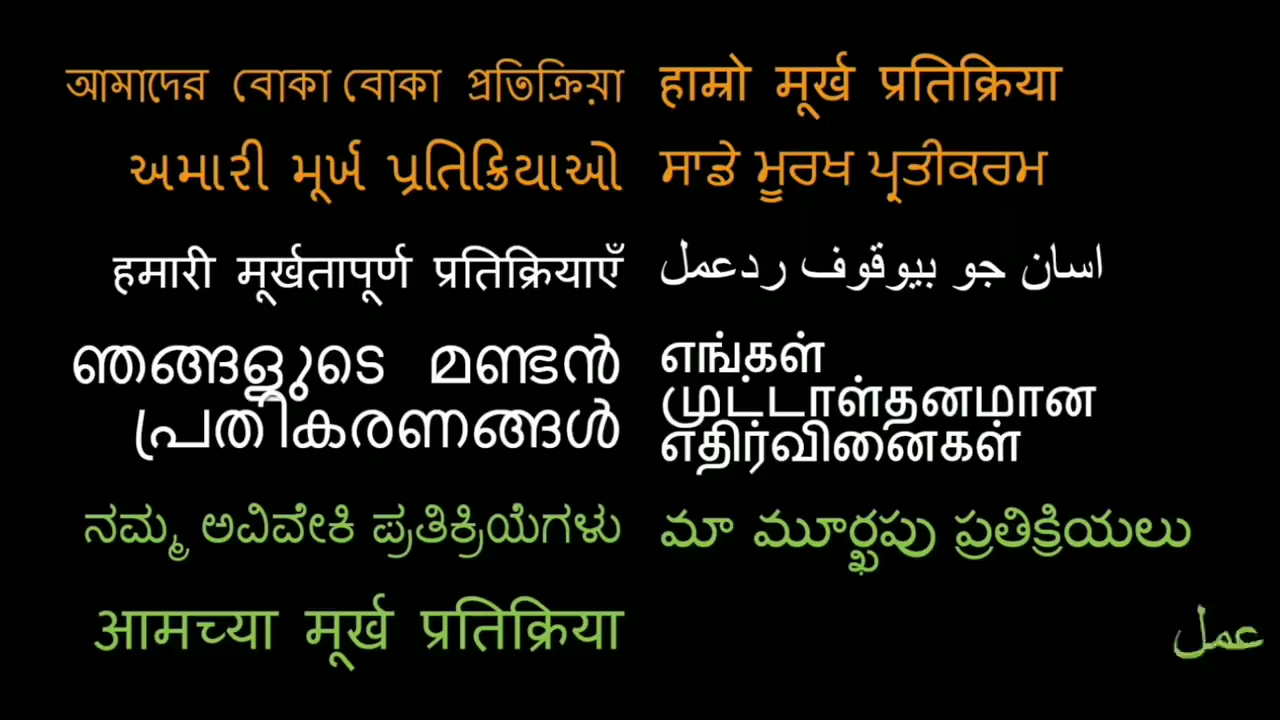 আমাদের বোকা বোকা প্রতিক্রিয়া
हाम्रो मूर्ख प्रतिक्रिया
અમારી મૂર્ખ પ્રતિક્રિયાઓ
ਸਾਡੇ ਮੂਰਖ ਪ੍ਰਤੀਕਰਮ
हमारी मूर्खतापूर्ण प्रतिक्रियाएँ
اسان جو بيوقوف ردعمل
ഞങ്ങളുടെ മണ്ടൻ
പ്രതികരണങ്ങൾ
எங்கள்
முட்டாள்தனமான
எதிர்வினைகள்
ನಮ್ಮ ಅವಿವೇಕಿ ಪ್ರತಿಕ್ರಿಯೆಗಳು
మా మూర్ఖపు ప్రతిక్రియలు
आमच्या मूर्ख प्रतिक्रिया
عمل